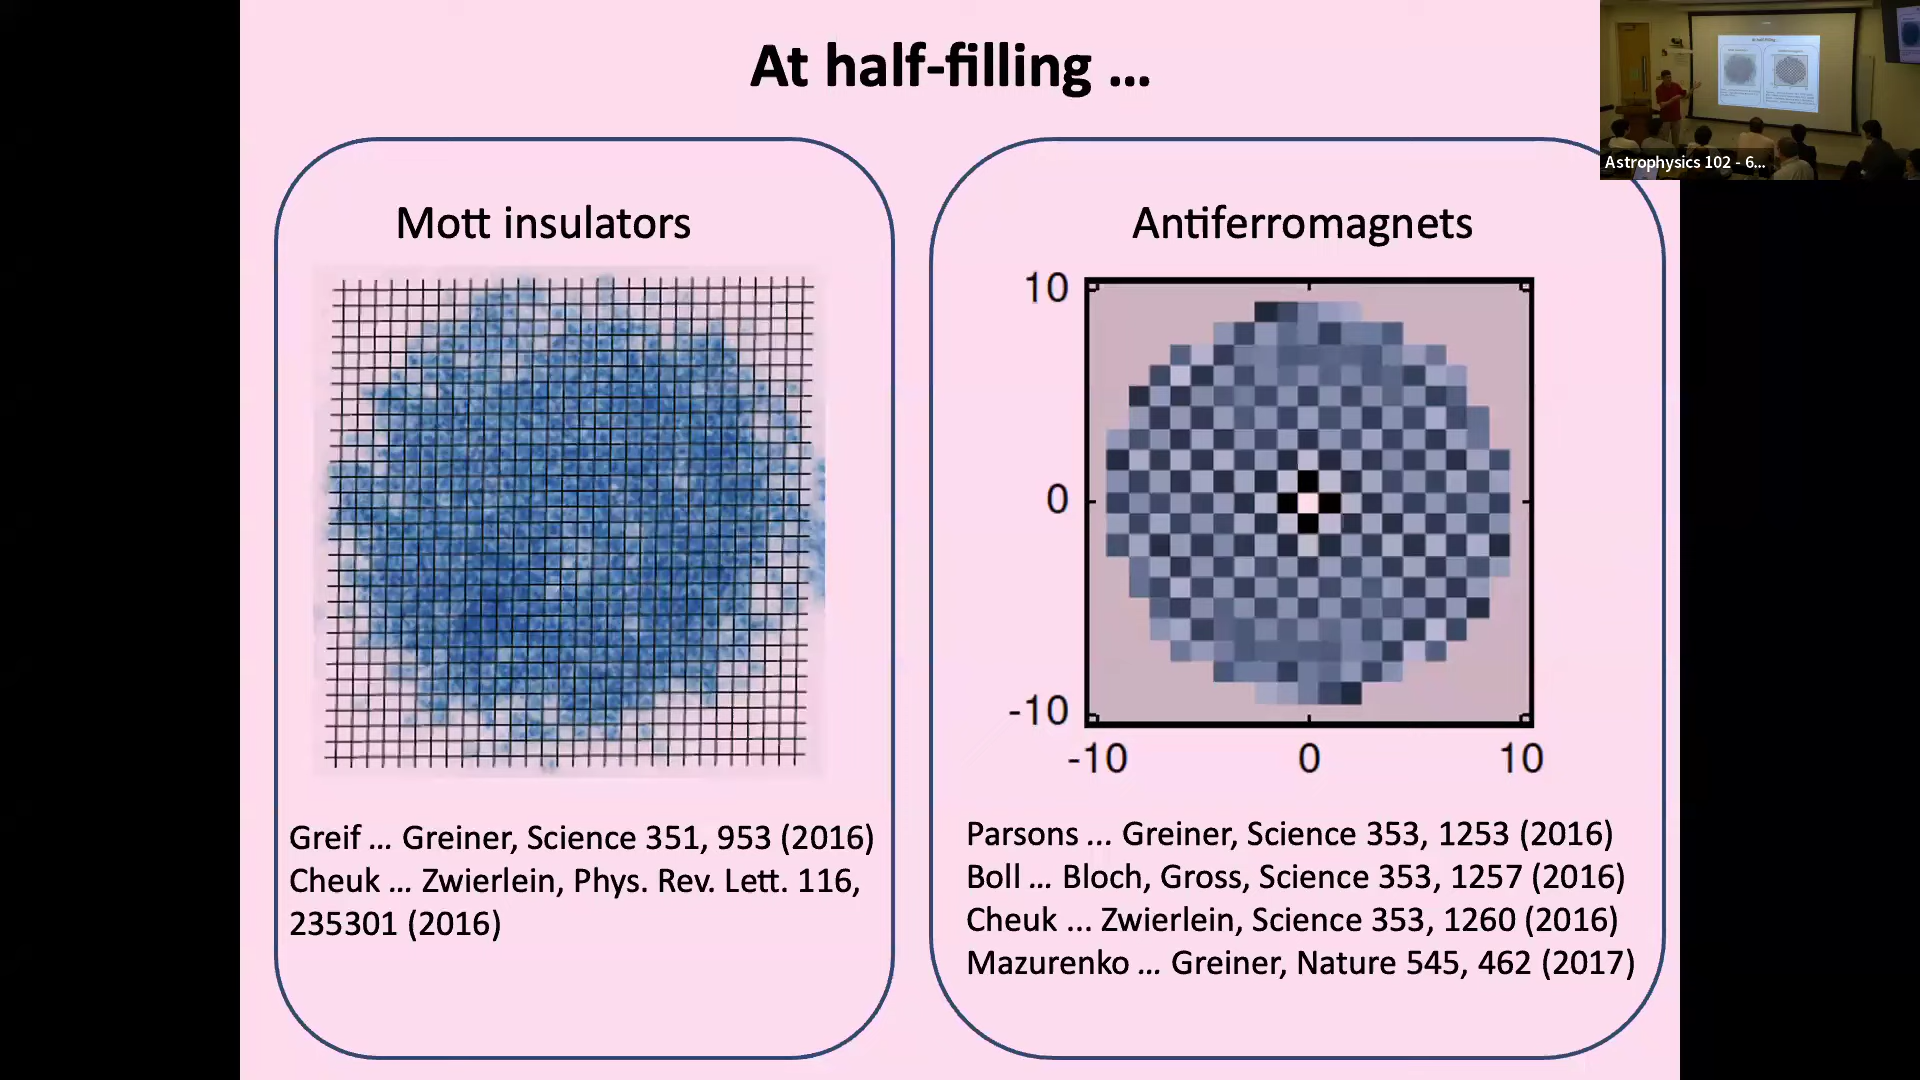 At half-filling ...
Astrophysics 102 - 6...
Mott insulators
Antiferromagnets
10
0
-10
-10 0 10
Greif ... Greiner, Science 351, 953 (2016)
Cheuk ... Zwierlein, Phys. Rev. Lett. 116,
235301 (2016)
Parsons ... Greiner, Science 353, 1253 (2016)
Boll ... Bloch, Gross, Science 353, 1257 (2016)
Cheuk ... Zwierlein, Science 353, 1260 (2016)
Mazurenko ... Greiner, Nature 545, 462 (2017)